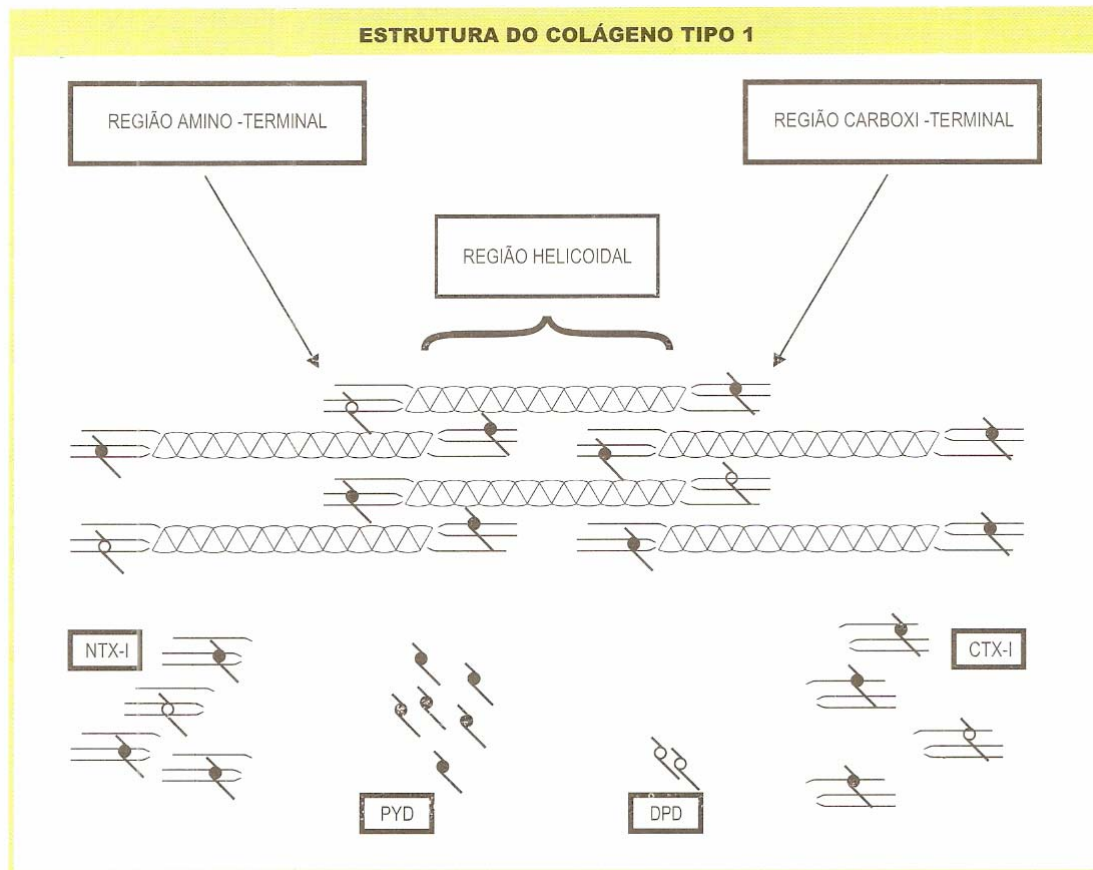 ESTRUTURA DO COLÁGENO TIPO 1
REGIÃO AMINO -TERMINAL
REGIÃO CARBOXI -TERMINAL
REGIÃO HELICOIDAL
NTX-I
CTX-I
PYD
DPD